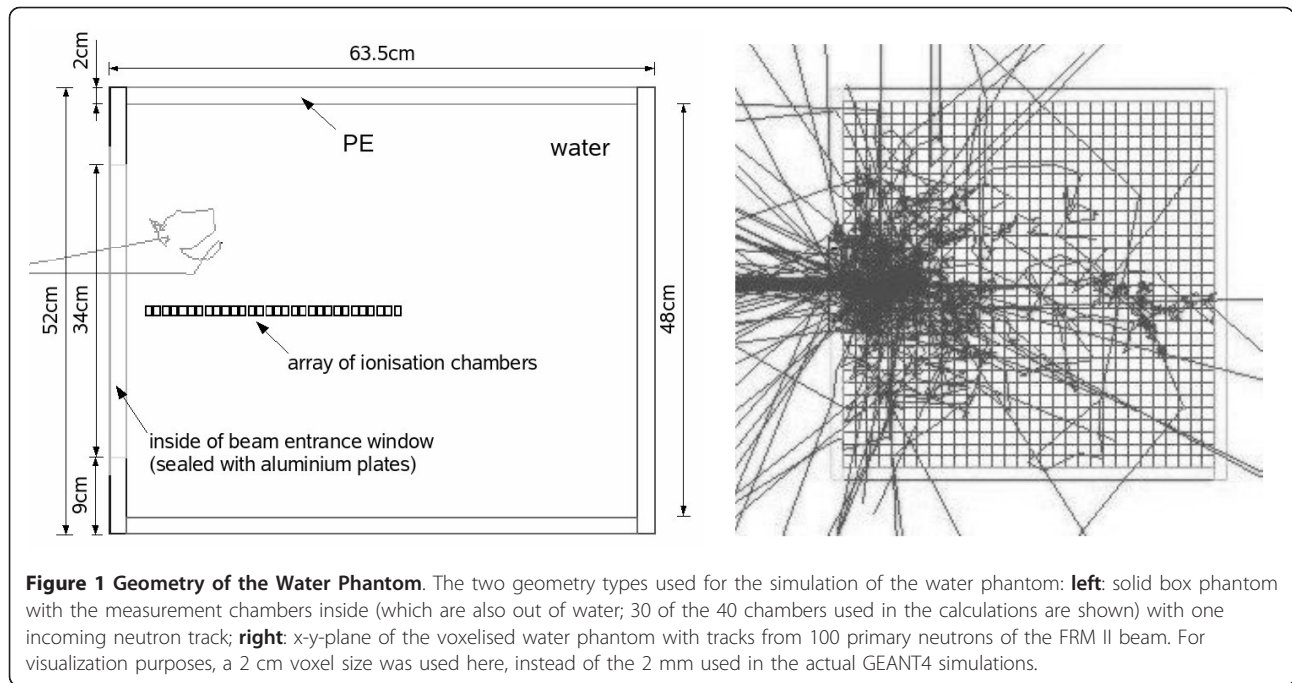 2cm
63.5cm
PE
water
52cm
34cm
48cm
array of ionisation chambers
inside of beam entrance window
(sealed with aluminium plates)
9cm
Figure 1 Geometry of the Water Phantom. The two geometry types used for the simulation of the water phantom: left: solid box phantom
with the measurement chambers inside (which are also out of water; 30 of the 40 chambers used in the calculations are shown) with one
incoming neutron track; right: x-y-plane of the voxelised water phantom with tracks from 100 primary neutrons of the FRM II beam. For
visualization purposes, a 2 cm voxel size was used here, instead of the 2 mm used in the actual GEANT4 simulations.